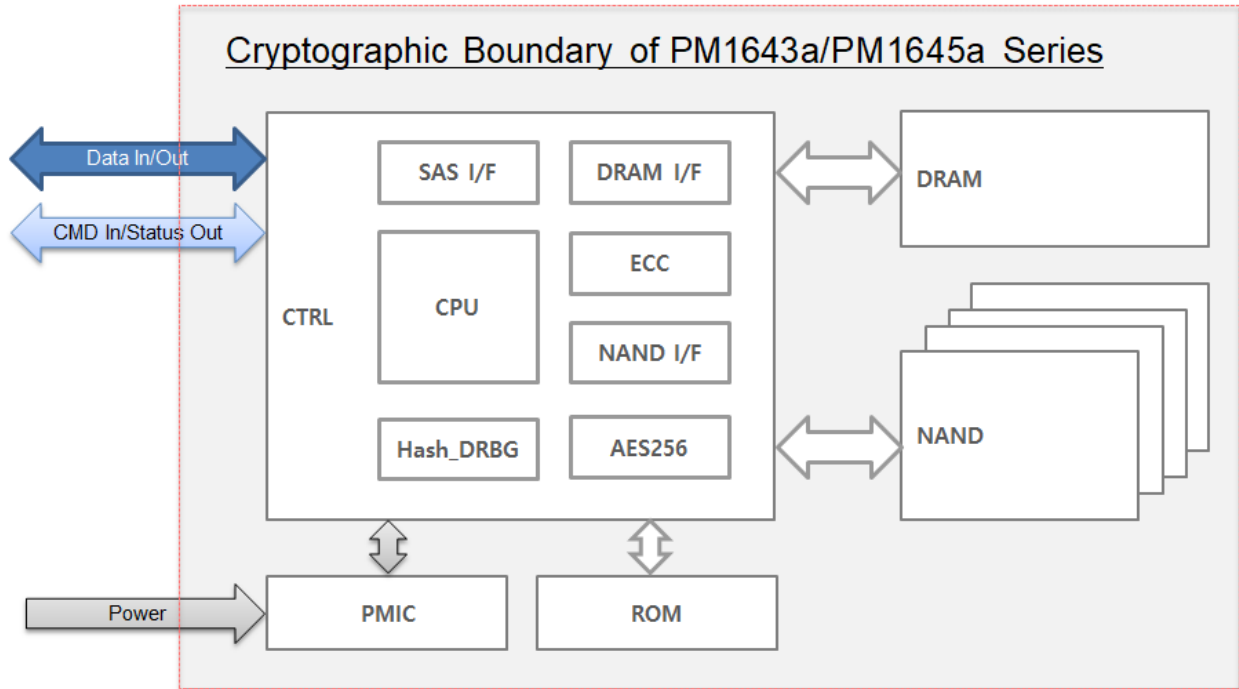 Cryptographic Boundary of PM1643a/PM1645a Series
Data In/Out
SAS I/F
DRAM I/F
DRAM
CMD In/Status Out
ECC
CTRL
CPU
NAND I/F
Hash_DRBG
AES256
NAND
Power
PMIC
ROM